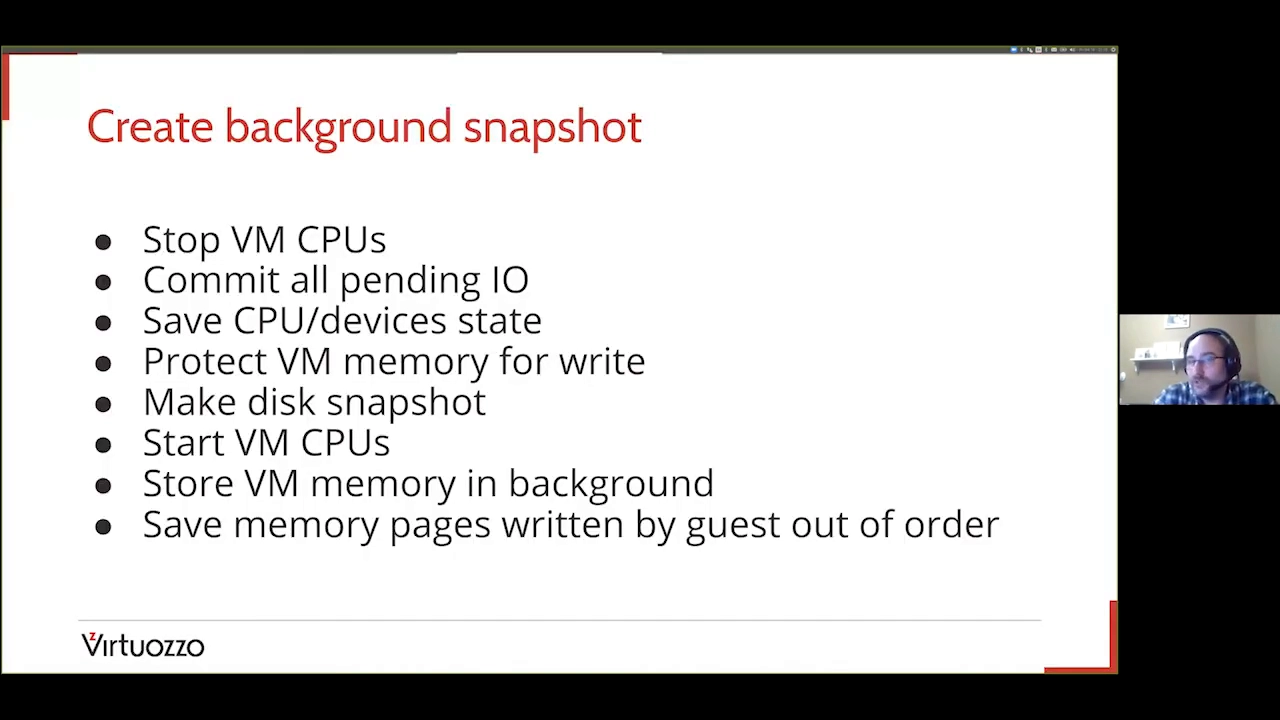 Create background snapshot
● Stop VM CPUs
● Commit all pending IO
● Save CPU/devices state
● Protect VM memory for write
● Make disk snapshot
● Start VM CPUs
● Store VM memory in background
● Save memory pages written by guest out of order
Virtuozzo